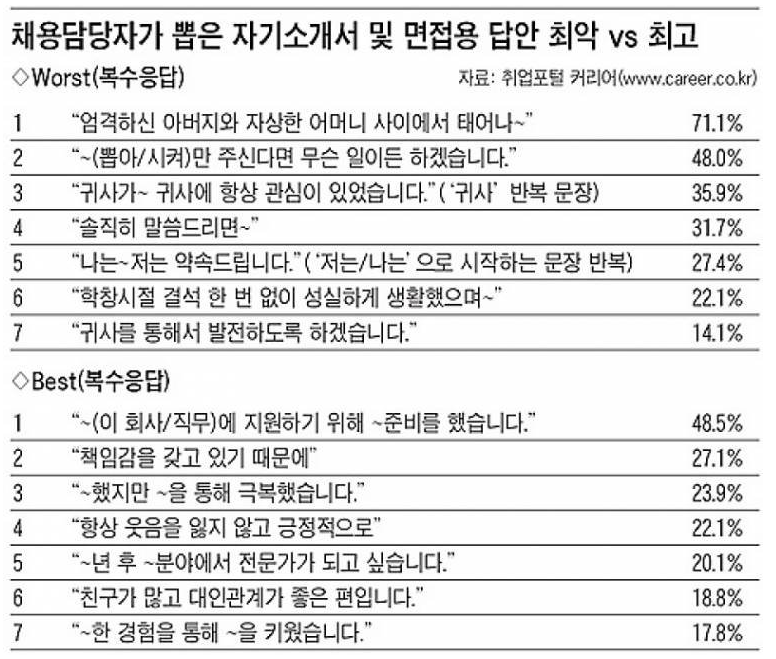 채용담당자가 뽑은 자기소개서 및 면접용 답안 최악 vs 최고
◇Worst(복수응답) 자료: 취업포털 커리어(www.career.co.kr)
1 “엄격하신 아버지와 자상한 어머니 사이에서 태어나~” 71.1%
2 “~(뽑아/시켜)만 주신다면 무슨 일이든 하겠습니다.” 48.0%
3 “귀사가~ 귀사에 항상 관심이 있었습니다.”(‘귀사’ 반복 문장) 35.9%
4 “솔직히 말씀드리면~” 31.7%
5 “나는~저는 약속드립니다.”(‘저는/나는’으로 시작하는 문장 반복) 27.4%
6 “학창시절 결석 한 번 없이 성실하게 생활했으며~” 22.1%
7 “귀사를 통해서 발전하도록 하겠습니다.” 14.1%
◇Best(복수응답)
1 “~(이 회사/직무)에 지원하기 위해 ~준비를 했습니다.” 48.5%
2 “책임감을 갖고 있기 때문에” 27.1%
3 “~했지만 ~을 통해 극복했습니다.” 23.9%
4 “항상 웃음을 잃지 않고 긍정적으로” 22.1%
5 “~년 후 ~분야에서 전문가가 되고 싶습니다.” 20.1%
6 “친구가 많고 대인관계가 좋은 편입니다.” 18.8%
7 “~한 경험을 통해 ~을 키웠습니다.” 17.8%